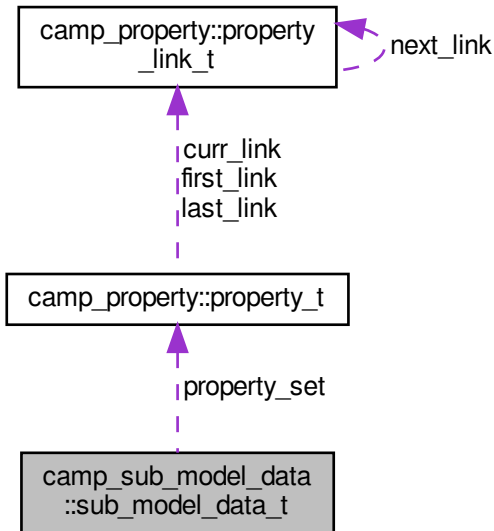 camp_property::property
_link_t
next_link
curr_link
first_link
last_link
camp_property::property_t
property_set
camp_sub_model_data
::sub_model_data_t